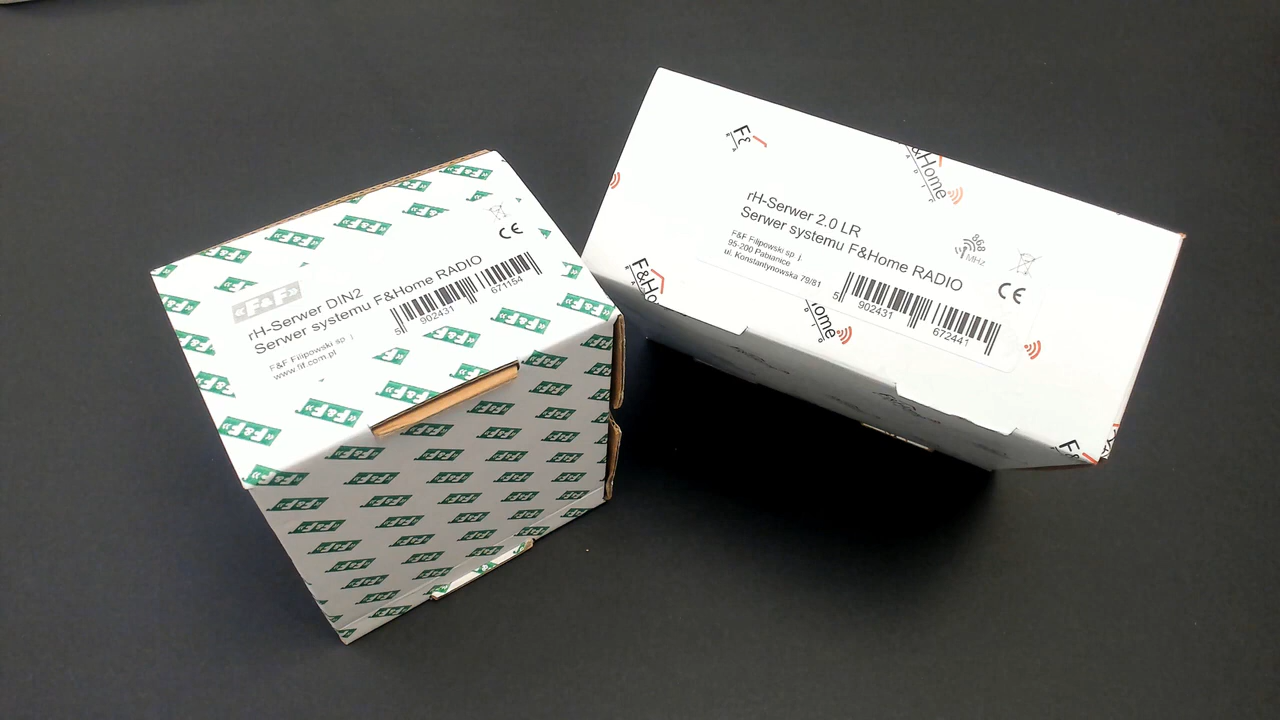 «F&F»
rH-Serwer DIN2
Serwer systemu F&Home RADIO
F&F Filipowski sp. j.
www.fif.com.pl
CE
5 902431 671154
F&Home
rH-Serwer 2.0 LR
Serwer systemu F&Home RADIO
F&F Filipowski sp. j.
95-200 Pabianice
ul. Konstantynowska 79/81
868
MHz
CE
5 902431 672441